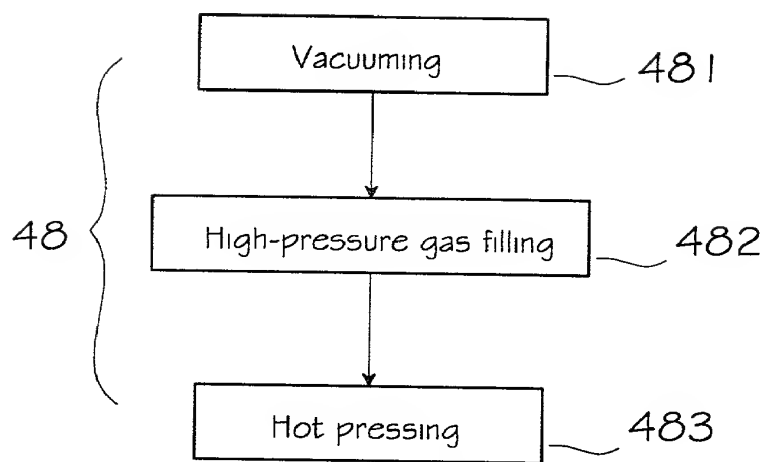 Vacuuming
481
48
High-pressure gas filling
482
Hot pressing
483